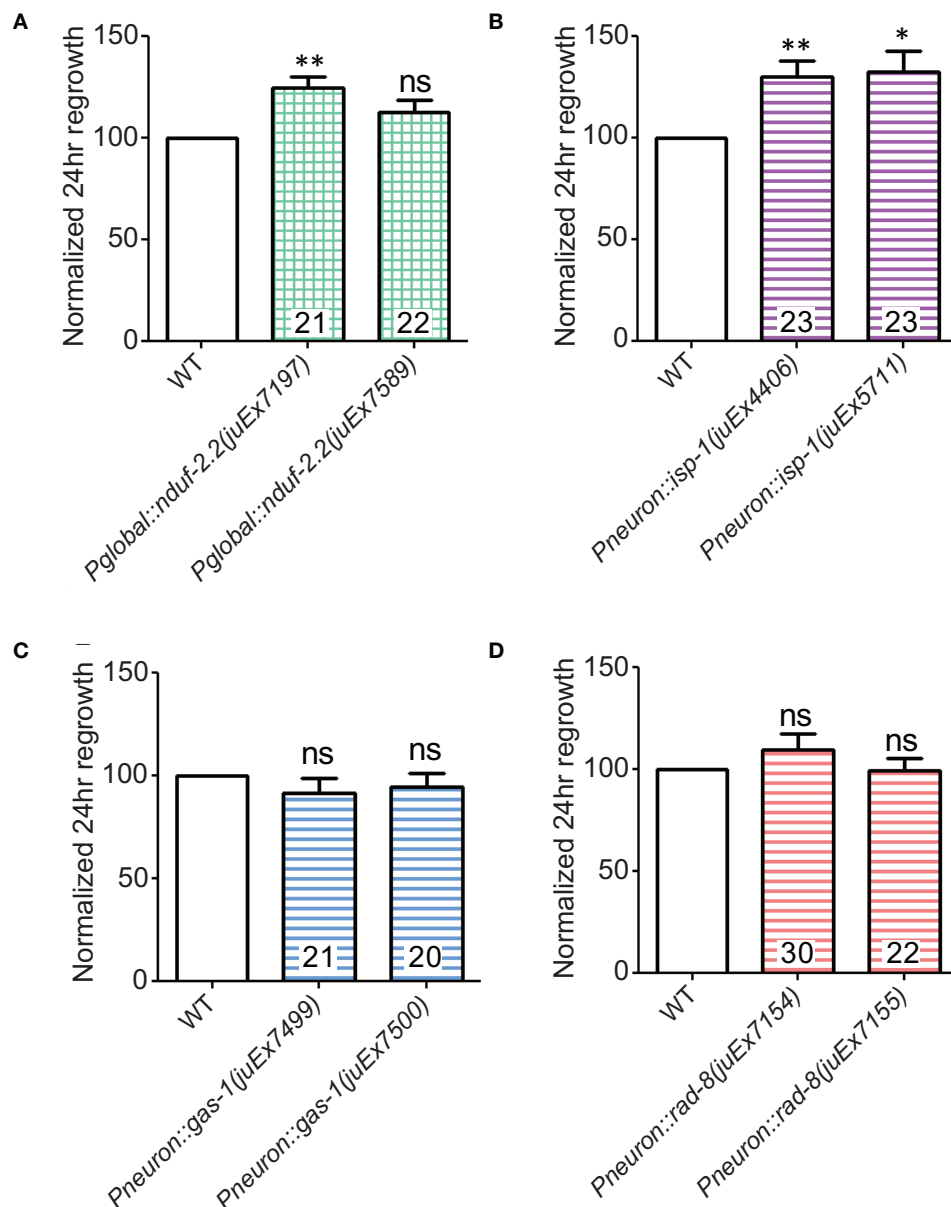 A
Normalized 24hr regrowth
150
100
50
0
**
ns
21
22
WT
Pglobal::nduf-2.2(juEx7197)
Pglobal::nduf-2.2(juEx7589)
B
Normalized 24hr regrowth
150
100
50
0
**
*
23
23
WT
Pneuron::isp-1(juEx4406)
Pneuron::isp-1(juEx5711)
C
Normalized 24hr regrowth
150
100
50
0
ns
ns
21
20
WT
Pneuron::gas-1(juEx7499)
Pneuron::gas-1(juEx7500)
D
Normalized 24hr regrowth
150
100
50
0
ns
ns
30
22
WT
Pneuron::rad-8(juEx7154)
Pneuron::rad-8(juEx7155)